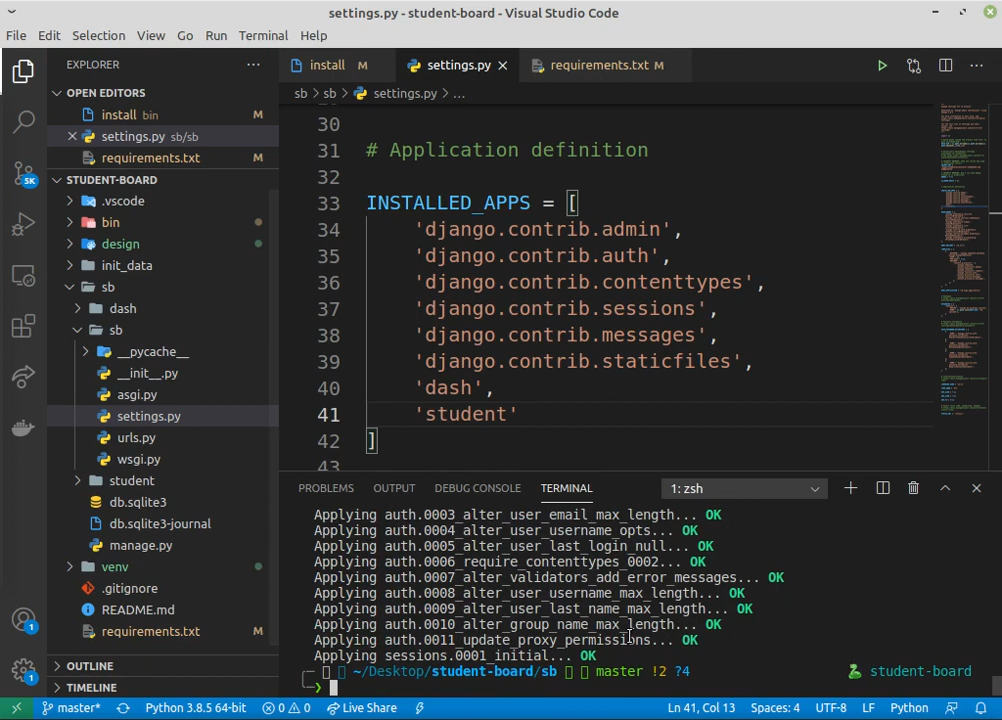 settings.py - student-board - Visual Studio Code
File Edit Selection View Go Run Terminal Help
EXPLORER
OPEN EDITORS
install bin M
settings.py sb/sb
requirements.txt M
STUDENT-BOARD
.vscode
bin
design
init_data
sb
dash
sb
__pycache__
__init__.py
asgi.py
settings.py
urls.py
wsgi.py
student
db.sqlite3
db.sqlite3-journal
manage.py
venv
.gitignore
README.md
requirements.txt M
OUTLINE
TIMELINE
5K
1
1
install M
settings.py
requirements.txt M
sb > sb > settings.py > ...
30
31 # Application definition
32
33 INSTALLED_APPS = [
34 'django.contrib.admin',
35 'django.contrib.auth',
36 'django.contrib.contenttypes',
37 'django.contrib.sessions',
38 'django.contrib.messages',
39 'django.contrib.staticfiles',
40 'dash',
41 'student'
42 ]
43
PROBLEMS OUTPUT DEBUG CONSOLE TERMINAL 1: zsh
Applying auth.0003_alter_user_email_max_length... OK
Applying auth.0004_alter_user_username_opts... OK
Applying auth.0005_alter_user_last_login_null... OK
Applying auth.0006_require_contenttypes_0002... OK
Applying auth.0007_alter_validators_add_error_messages... OK
Applying auth.0008_alter_user_username_max_length... OK
Applying auth.0009_alter_user_last_name_max_length... OK
Applying auth.0010_alter_group_name_max_length... OK
Applying auth.0011_update_proxy_permissions... OK
Applying sessions.0001_initial... OK
~/Desktop/student-board/sb master !2 ?4 student-board
master* Python 3.8.5 64-bit 0 0 Live Share Ln 41, Col 13 Spaces: 4 UTF-8 LF Python